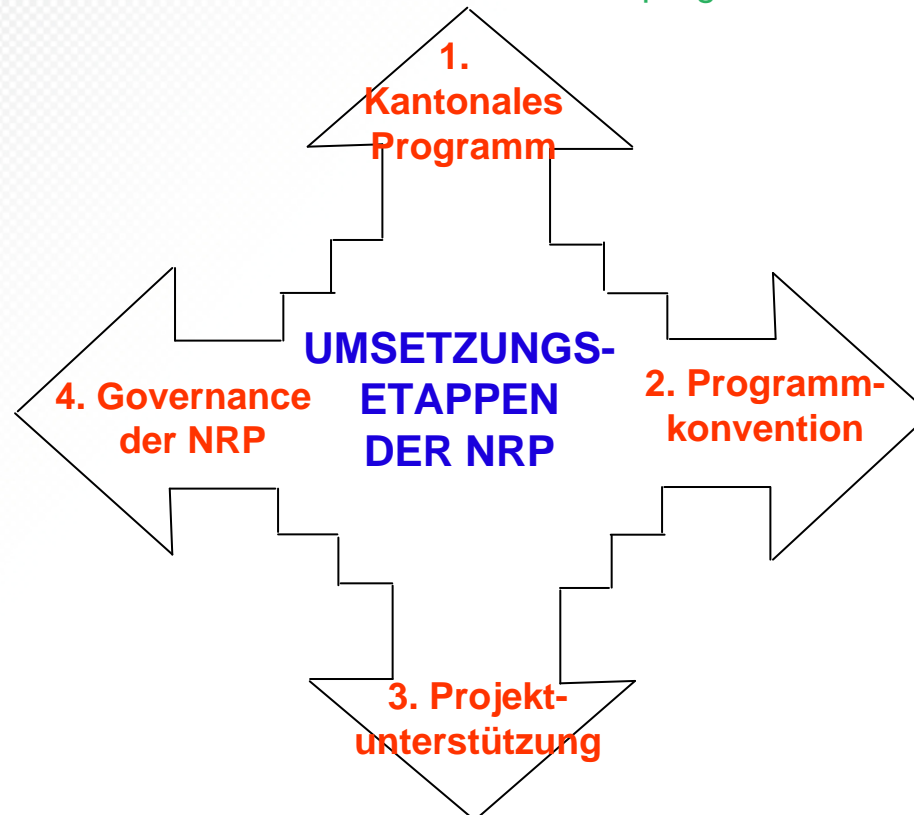 1.
Kantonales
Programm
UMSETZUNGS-
ETAPPEN
DER NRP
2. Programm-
konvention
4. Governance
der NRP
3. Projekt-
unterstützung